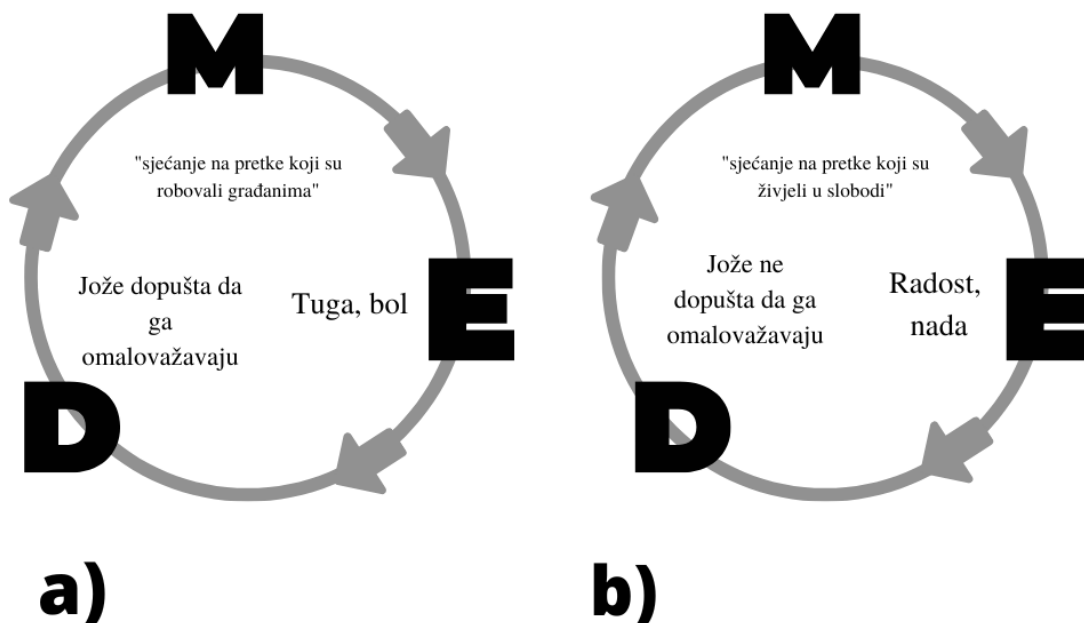 M
"sjećanje na pretke koji su
robovali građanima"
Jože dopušta da
ga
omalovažavaju
Tuga, bol
E
D
a)
M
"sjećanje na pretke koji su
živjeli u slobodi"
Jože ne
dopušta da ga
omalovažavaju
Radost,
nada
E
D
b)